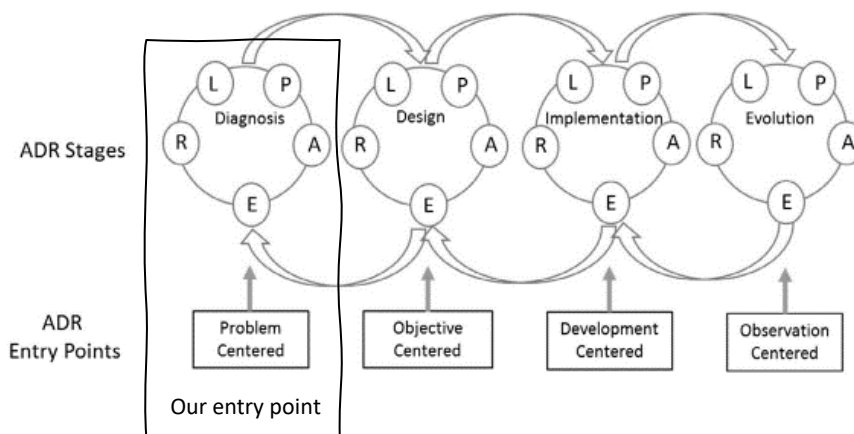 L P
Diagnosis
R A
E
L P
Design
R A
E
L P
Implementation
R A
E
L P
Evolution
R A
E
ADR Stages
ADR
Entry Points
Problem
Centered
Objective
Centered
Development
Centered
Observation
Centered
Our entry point